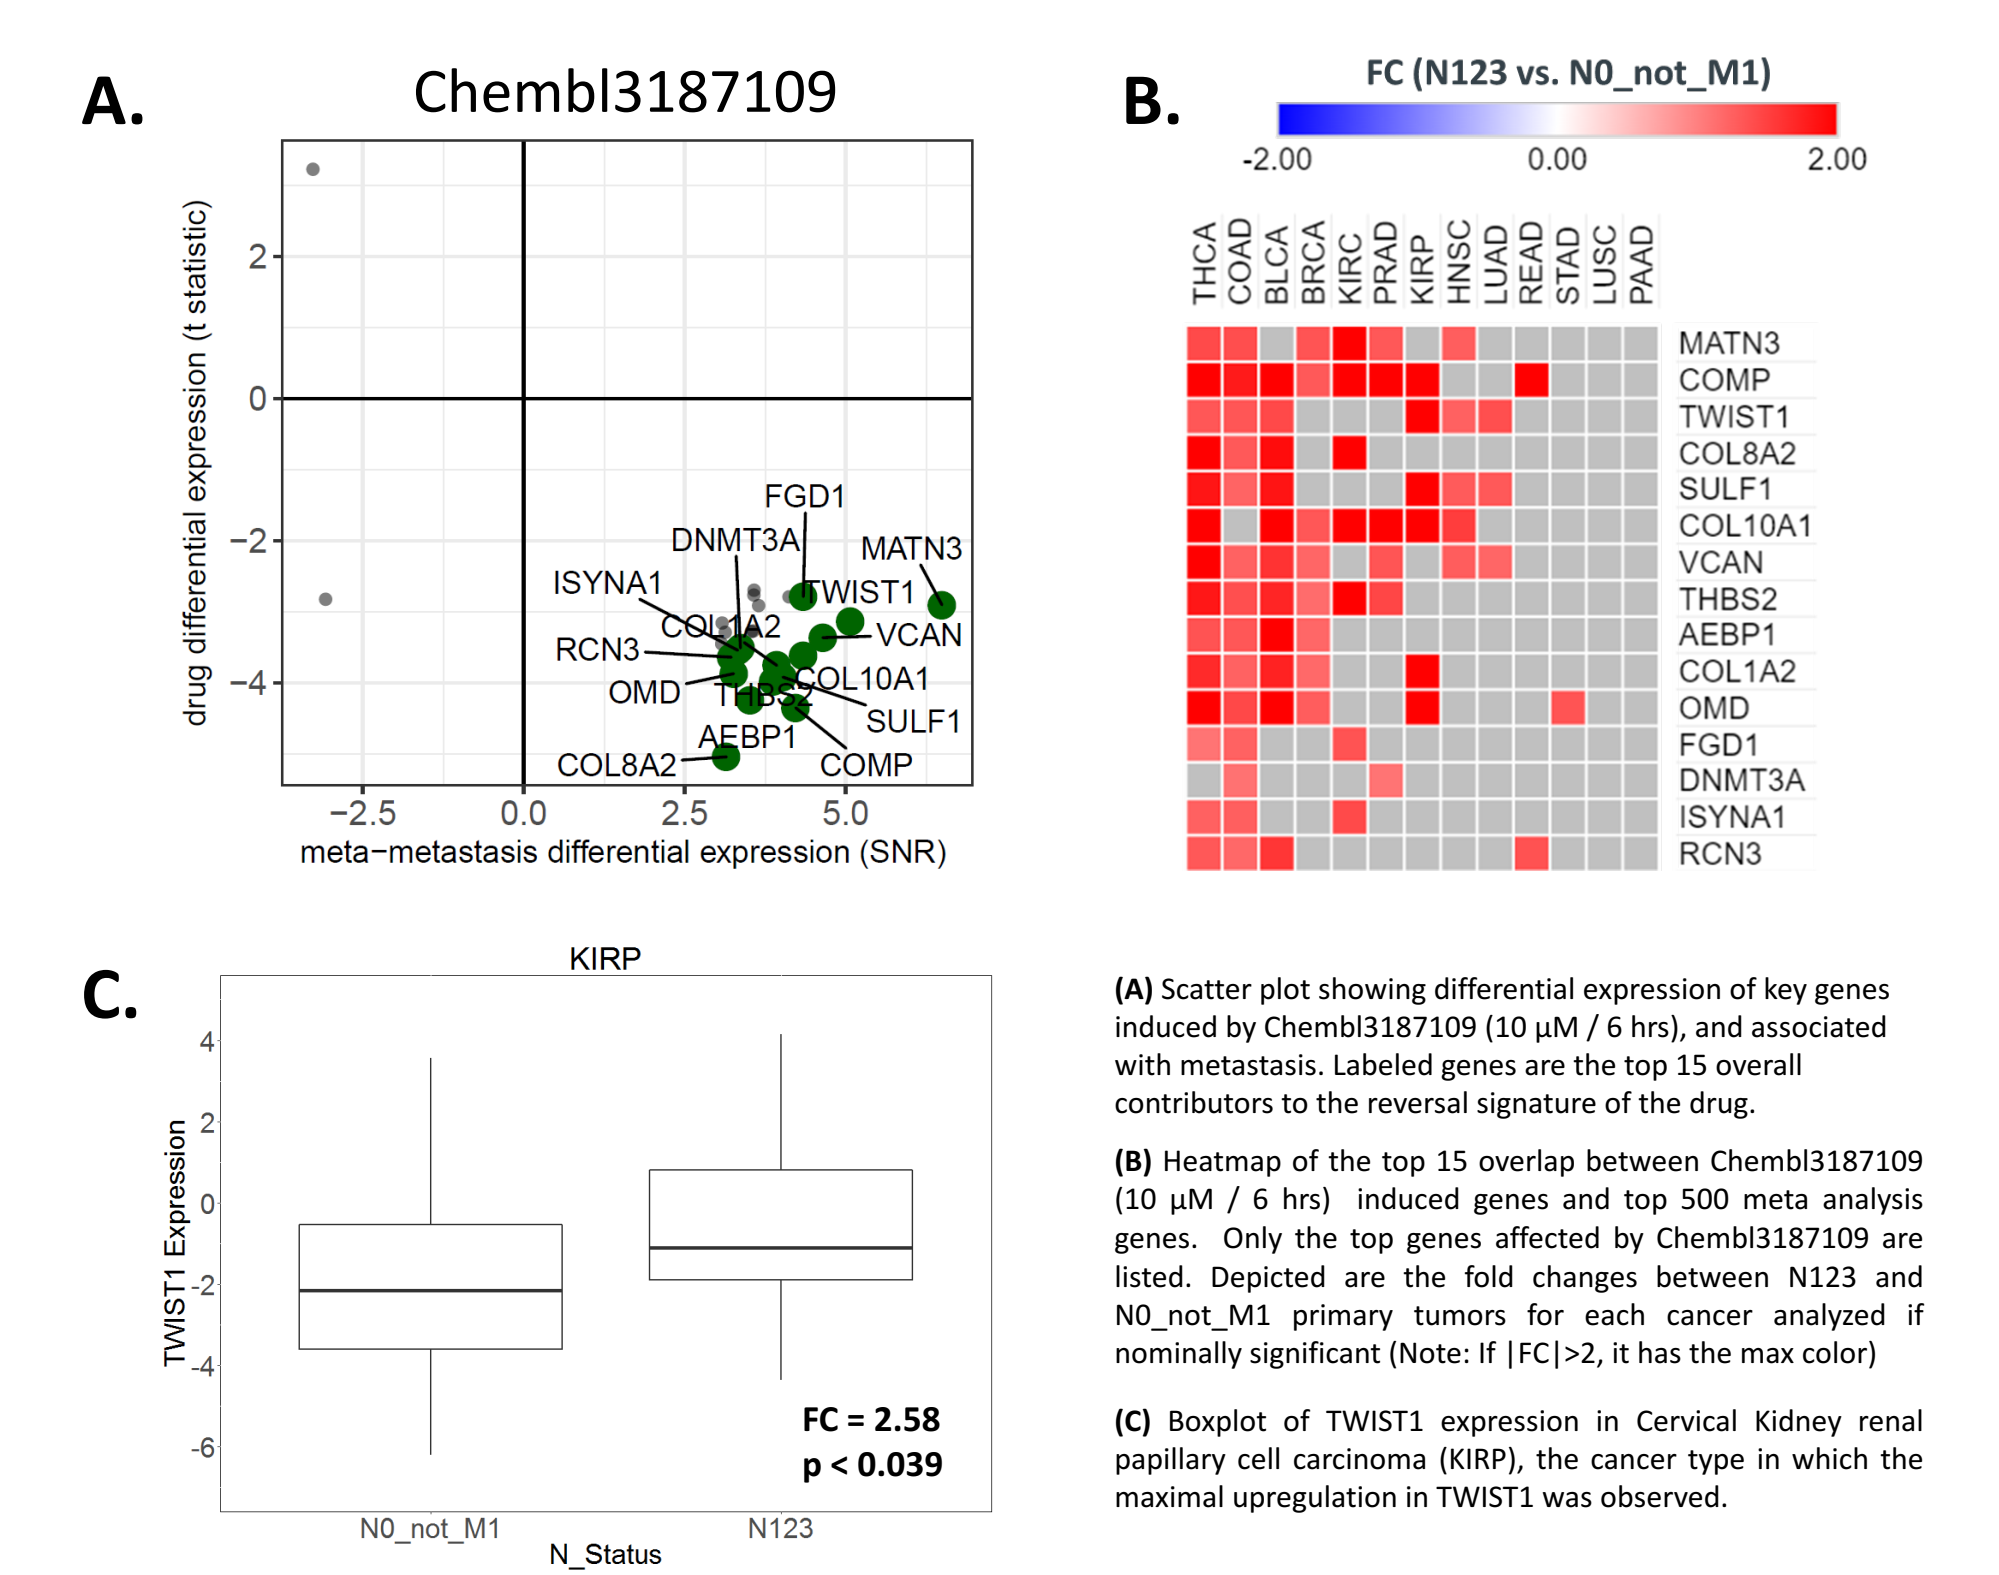 A.
Chembl3187109
drug differential expression (t statistic)
2
0
−2
−4
FGD1
DNMT3A
MATN3
ISYNA1
TWIST1
COL1A2
VCAN
RCN3
COL10A1
OMD
THBS2
SULF1
AEBP1
COL8A2
COMP
−2.5 0.0 2.5 5.0
meta−metastasis differential expression (SNR)
B.
FC (N123 vs. N0_not_M1)
-2.00 0.00 2.00
THCA COAD BLCA BRCA KIRC PRAD KIRP HNSC LUAD READ STAD LUSC PAAD
MATN3
COMP
TWIST1
COL8A2
SULF1
COL10A1
VCAN
THBS2
AEBP1
COL1A2
OMD
FGD1
DNMT3A
ISYNA1
RCN3
C.
KIRP
TWIST1 Expression
4
2
0
-2
-4
-6
FC = 2.58
p < 0.039
N0_not_M1 N123
N_Status
(A) Scatter plot showing differential expression of key genes
induced by Chembl3187109 (10 µM / 6 hrs), and associated
with metastasis. Labeled genes are the top 15 overall
contributors to the reversal signature of the drug.
(B) Heatmap of the top 15 overlap between Chembl3187109
(10 µM / 6 hrs) induced genes and top 500 meta analysis
genes. Only the top genes affected by Chembl3187109 are
listed. Depicted are the fold changes between N123 and
N0_not_M1 primary tumors for each cancer analyzed if
nominally significant (Note: If |FC|>2, it has the max color)
(C) Boxplot of TWIST1 expression in Cervical Kidney renal
papillary cell carcinoma (KIRP), the cancer type in which the
maximal upregulation in TWIST1 was observed.